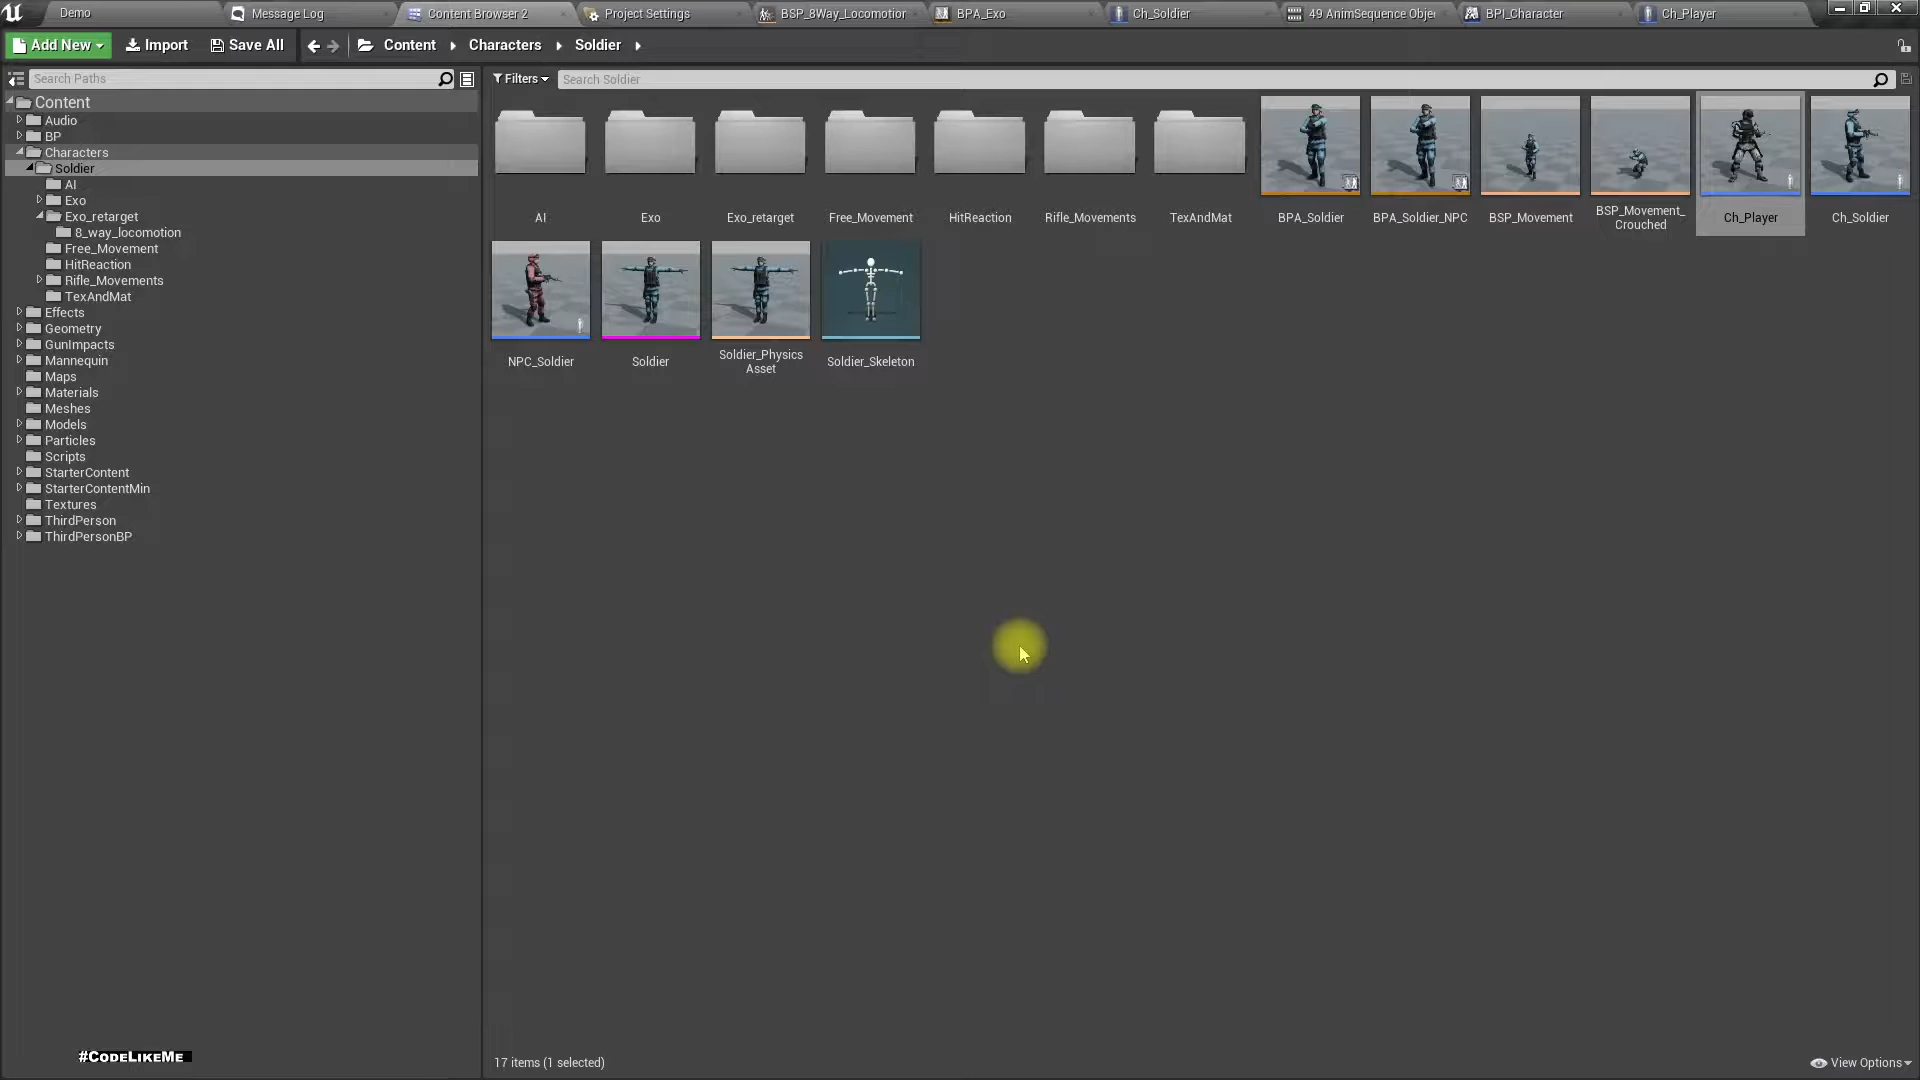 Demo
Message Log
Content Browser 2
Project Settings
BSP_8Way_Locomotion
BPA_Exo
Ch_Soldier
49 AnimSequence Obje
BPI_Character
Ch_Player
Add New
Import
Save All
Content
Characters
Soldier
Search Paths
Filters
Search Soldier
Content
Audio
BP
Characters
Soldier
AI
Exo
Exo_retarget
8_way_locomotion
Free_Movement
HitReaction
Rifle_Movements
TexAndMat
Effects
Geometry
GunImpacts
Mannequin
Maps
Materials
Meshes
Models
Particles
Scripts
StarterContent
StarterContentMin
Textures
ThirdPerson
ThirdPersonBP
AI
Exo
Exo_retarget
Free_Movement
HitReaction
Rifle_Movements
TexAndMat
BPA_Soldier
BPA_Soldier_NPC
BSP_Movement
BSP_Movement_
Crouched
Ch_Player
Ch_Soldier
NPC_Soldier
Soldier
Soldier_Physics
Asset
Soldier_Skeleton
#CodeLikeMe
17 items (1 selected)
View Options